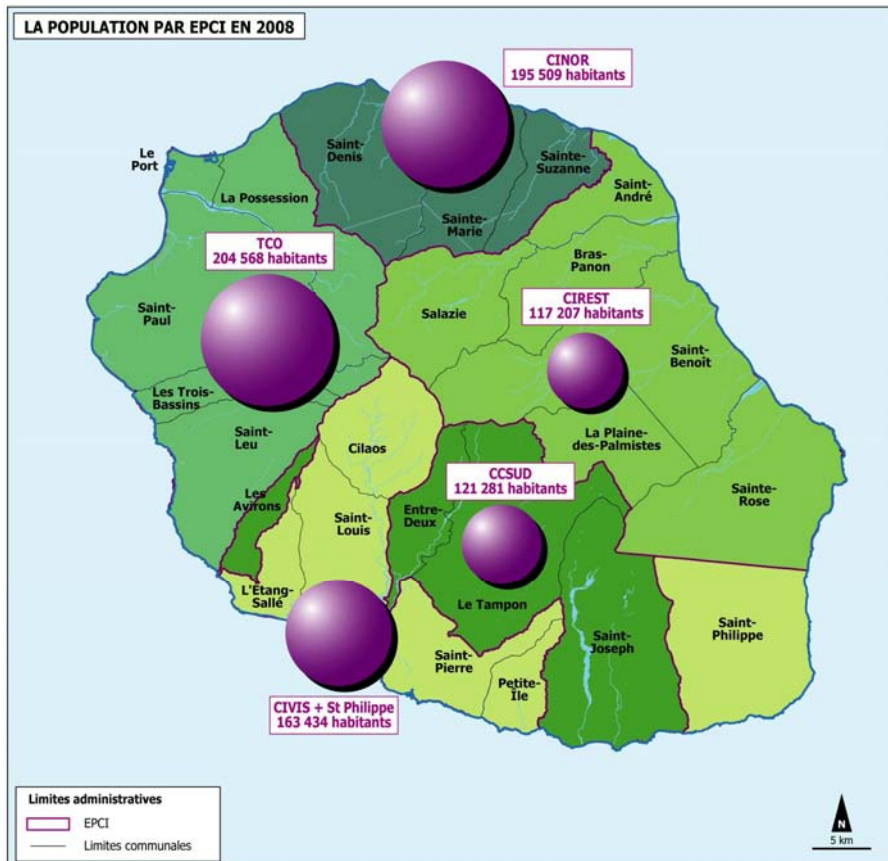 LA POPULATION PAR EPCI EN 2008
CINOR
195 509 habitants
Le
Port
Saint-
Denis
Sainte-
Suzanne
La Possession
Saint-
André
Sainte-
Marie
TCO
204 568 habitants
Bras-
Panon
CIREST
117 207 habitants
Saint-
Paul
Salazie
Saint-
Benoît
Les Trois-
Bassins
Saint-
Leu
Cilaos
La Plaine-
des-Palmistes
CCSUD
121 281 habitants
Sainte-
Rose
Les
Avirons
Saint-
Louis
Entre-
Deux
L'Étang-
Sallé
Le Tampon
Saint-
Pierre
Saint-
Joseph
Saint-
Philippe
Petite-
Île
CIVIS + St Philippe
163 434 habitants
Limites administratives
EPCI
Limites communales
N
5 km